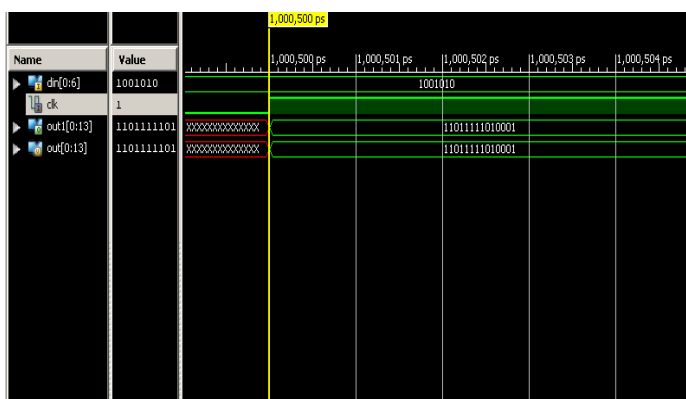 1,000,500 ps
Name Value 1,000,500 ps 1,000,501 ps 1,000,502 ps 1,000,503 ps 1,000,504 ps
din[0:6] 1001010 1001010
clk 1
out1[0:13] 1101111101 XXXXXXXXXXXXXX 11011111010001
out[0:13] 1101111101 XXXXXXXXXXXXXX 11011111010001